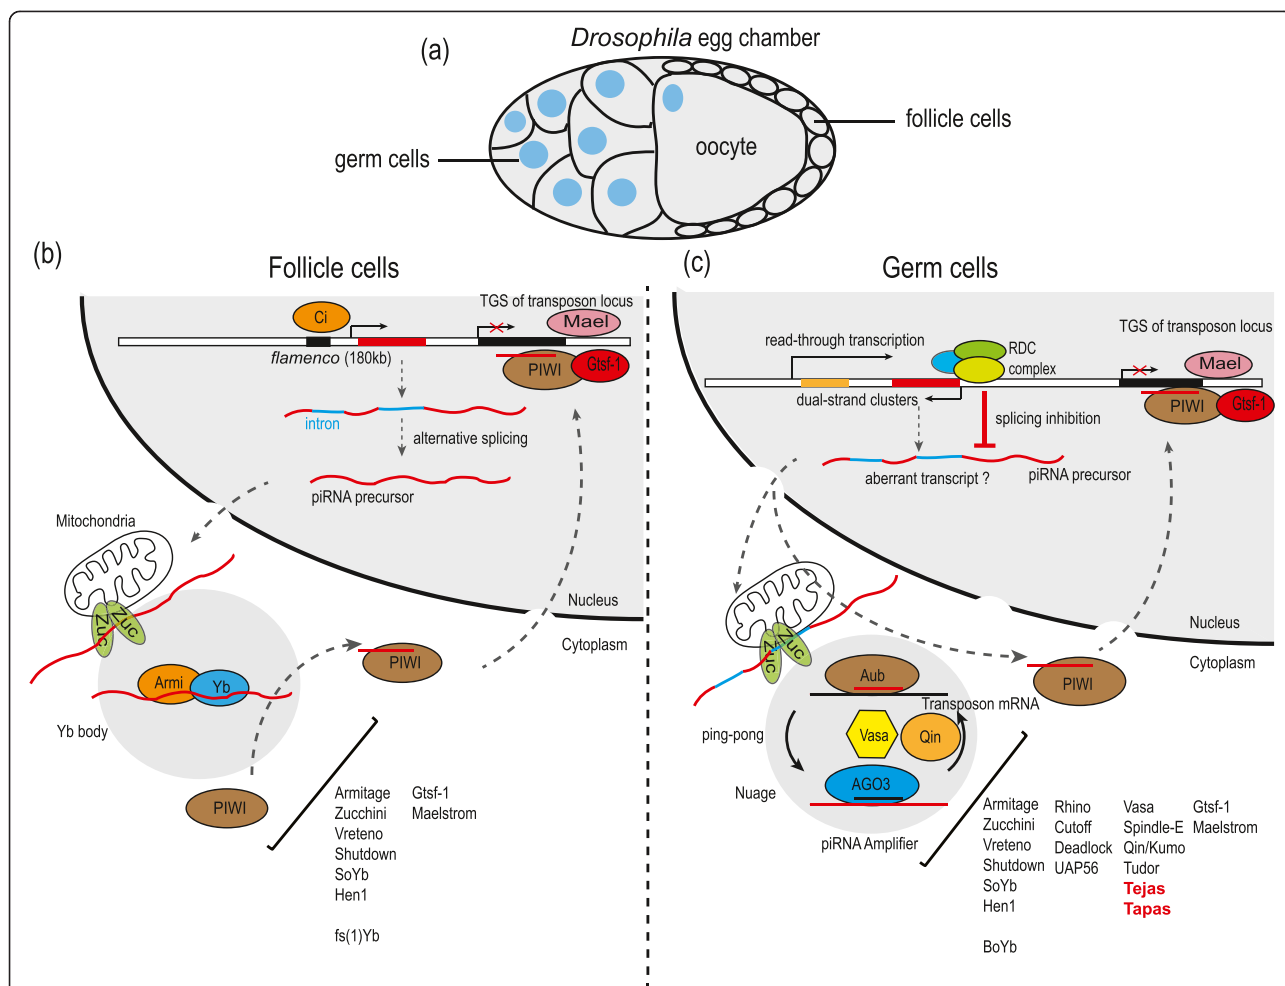 (a)
Drosophila egg chamber
follicle cells
germ cells
oocyte
(b)
Follicle cells
TGS of transposon locus
Ci
Mael
flamenco (180kb)
PIWI
Gtsf-1
intron
alternative splicing
piRNA precursor
Mitochondria
Zuc
Zuc
Nucleus
Cytoplasm
PIWI
Armi
Yb
Yb body
PIWI
Armitage
Zucchini
Vreteno
Shutdown
SoYb
Hen1
fs(1)Yb
Gtsf-1
Maelstrom
(c)
Germ cells
TGS of transposon locus
read-through transcription
RDC
complex
Mael
dual-strand clusters
PIWI
Gtsf-1
splicing inhibition
aberrant transcript ?
piRNA precursor
Nucleus
Cytoplasm
Zuc
Zuc
Aub
PIWI
Transposon mRNA
ping-pong
Vasa
Qin
Nuage
AGO3
piRNA Amplifier
Armitage
Zucchini
Vreteno
Shutdown
SoYb
Hen1
BoYb
Rhino
Cutoff
Deadlock
UAP56
Vasa
Spindle-E
Qin/Kumo
Tudor
Tejas
Tapas
Gtsf-1
Maelstrom